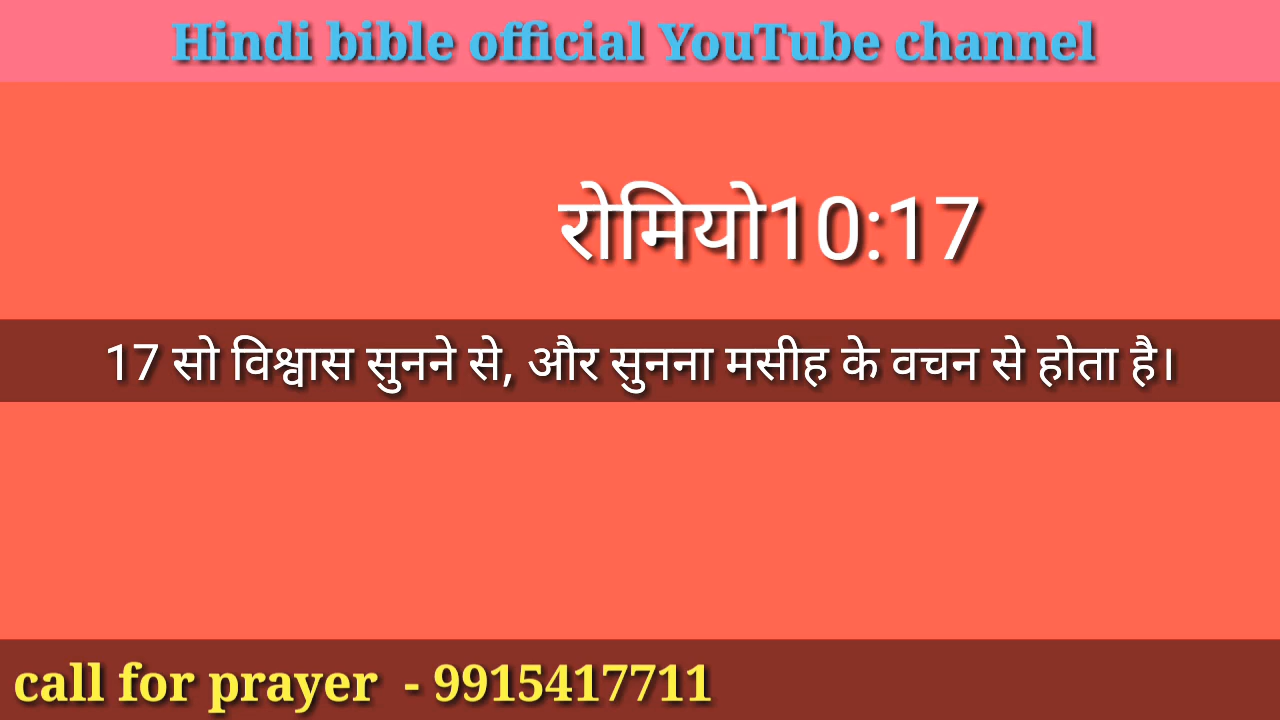 Hindi bible official YouTube channel
रोमियो10:17
17 सो विश्वास सुनने से, और सुनना मसीह के वचन से होता है।
call for prayer - 9915417711